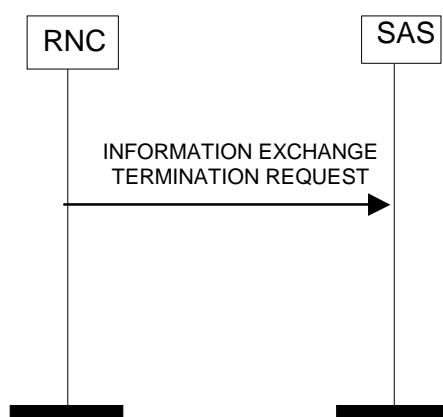 RNC
SAS
INFORMATION EXCHANGE
TERMINATION REQUEST